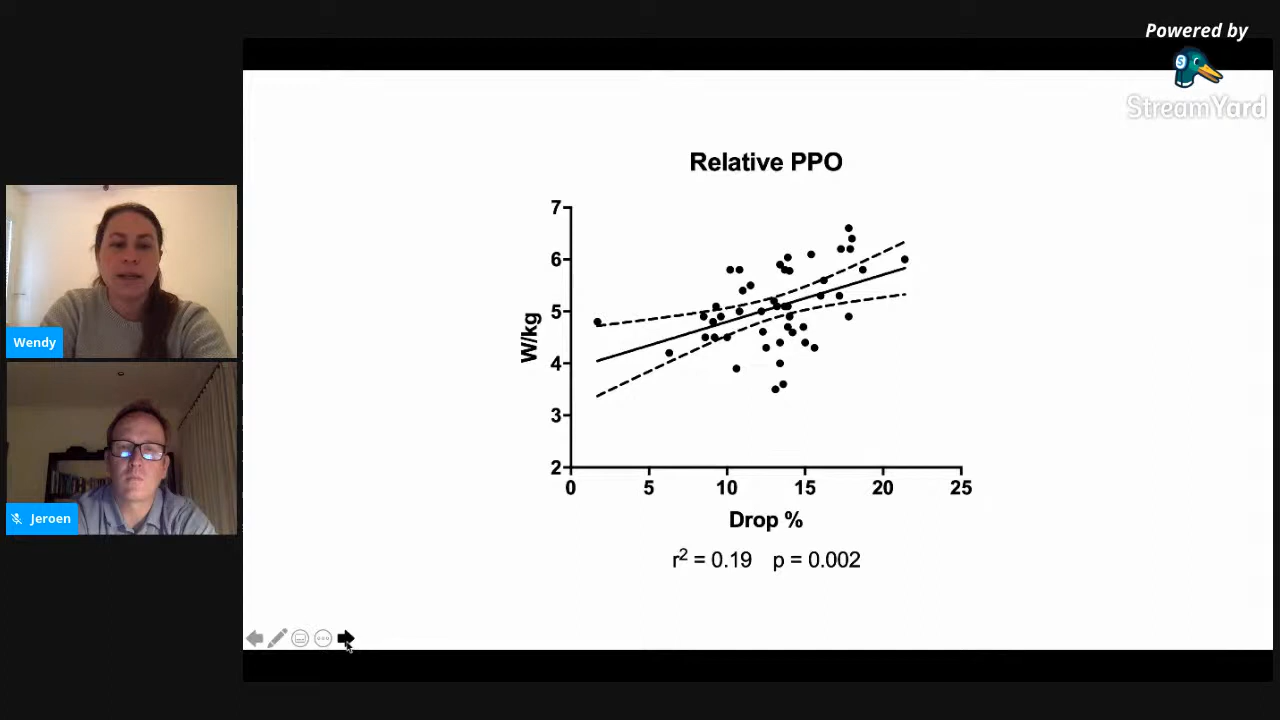 Powered by
StreamYard
Relative PPO
7
6
5
4
3
2
W/kg
0 5 10 15 20 25
Drop %
r² = 0.19 p = 0.002
Wendy
Jeroen